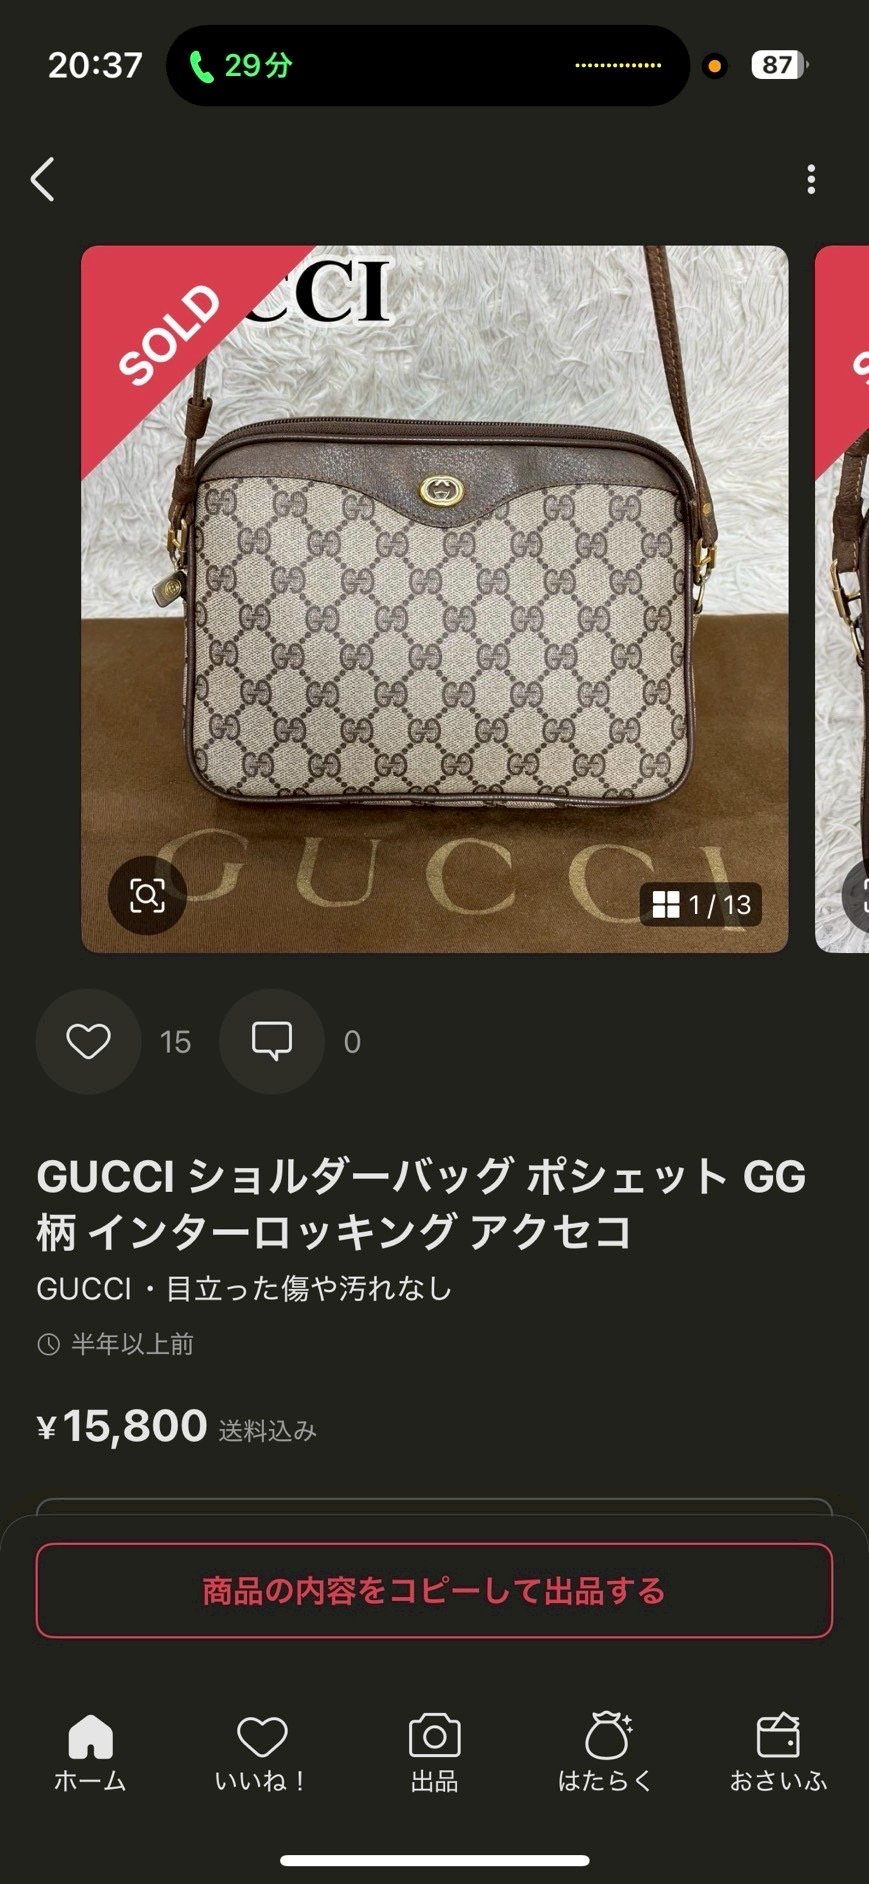 20:37
29分
87
SOLD
CCI
GUCCI
1 / 13
15
0
GUCCI ショルダーバッグ ポシェット GG
柄 インターロッキング アクセコ
GUCCI・目立った傷や汚れなし
半年以上前
¥15,800 送料込み
商品の内容をコピーして出品する
ホーム
いいね！
出品
はたらく
おさいふ